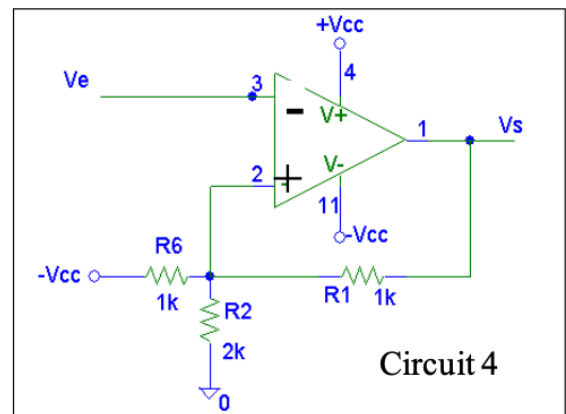 +Vcc
Ve
3
4
-
V+
1
Vs
V-
2
+
11
-Vcc
R6
-Vcc
R1
1k
1k
R2
2k
0
Circuit 4